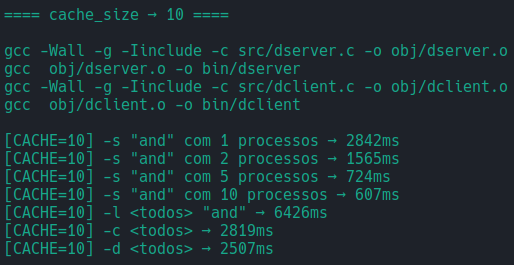 ==== cache_size → 10 ====
gcc -Wall -g -Iinclude -c src/dserver.c -o obj/dserver.o
gcc  obj/dserver.o -o bin/dserver
gcc -Wall -g -Iinclude -c src/dclient.c -o obj/dclient.o
gcc  obj/dclient.o -o bin/dclient
[CACHE=10] -s "and" com 1 processos → 2842ms
[CACHE=10] -s "and" com 2 processos → 1565ms
[CACHE=10] -s "and" com 5 processos → 724ms
[CACHE=10] -s "and" com 10 processos → 607ms
[CACHE=10] -l <todos> "and" → 6426ms
[CACHE=10] -c <todos> → 2819ms
[CACHE=10] -d <todos> → 2507ms